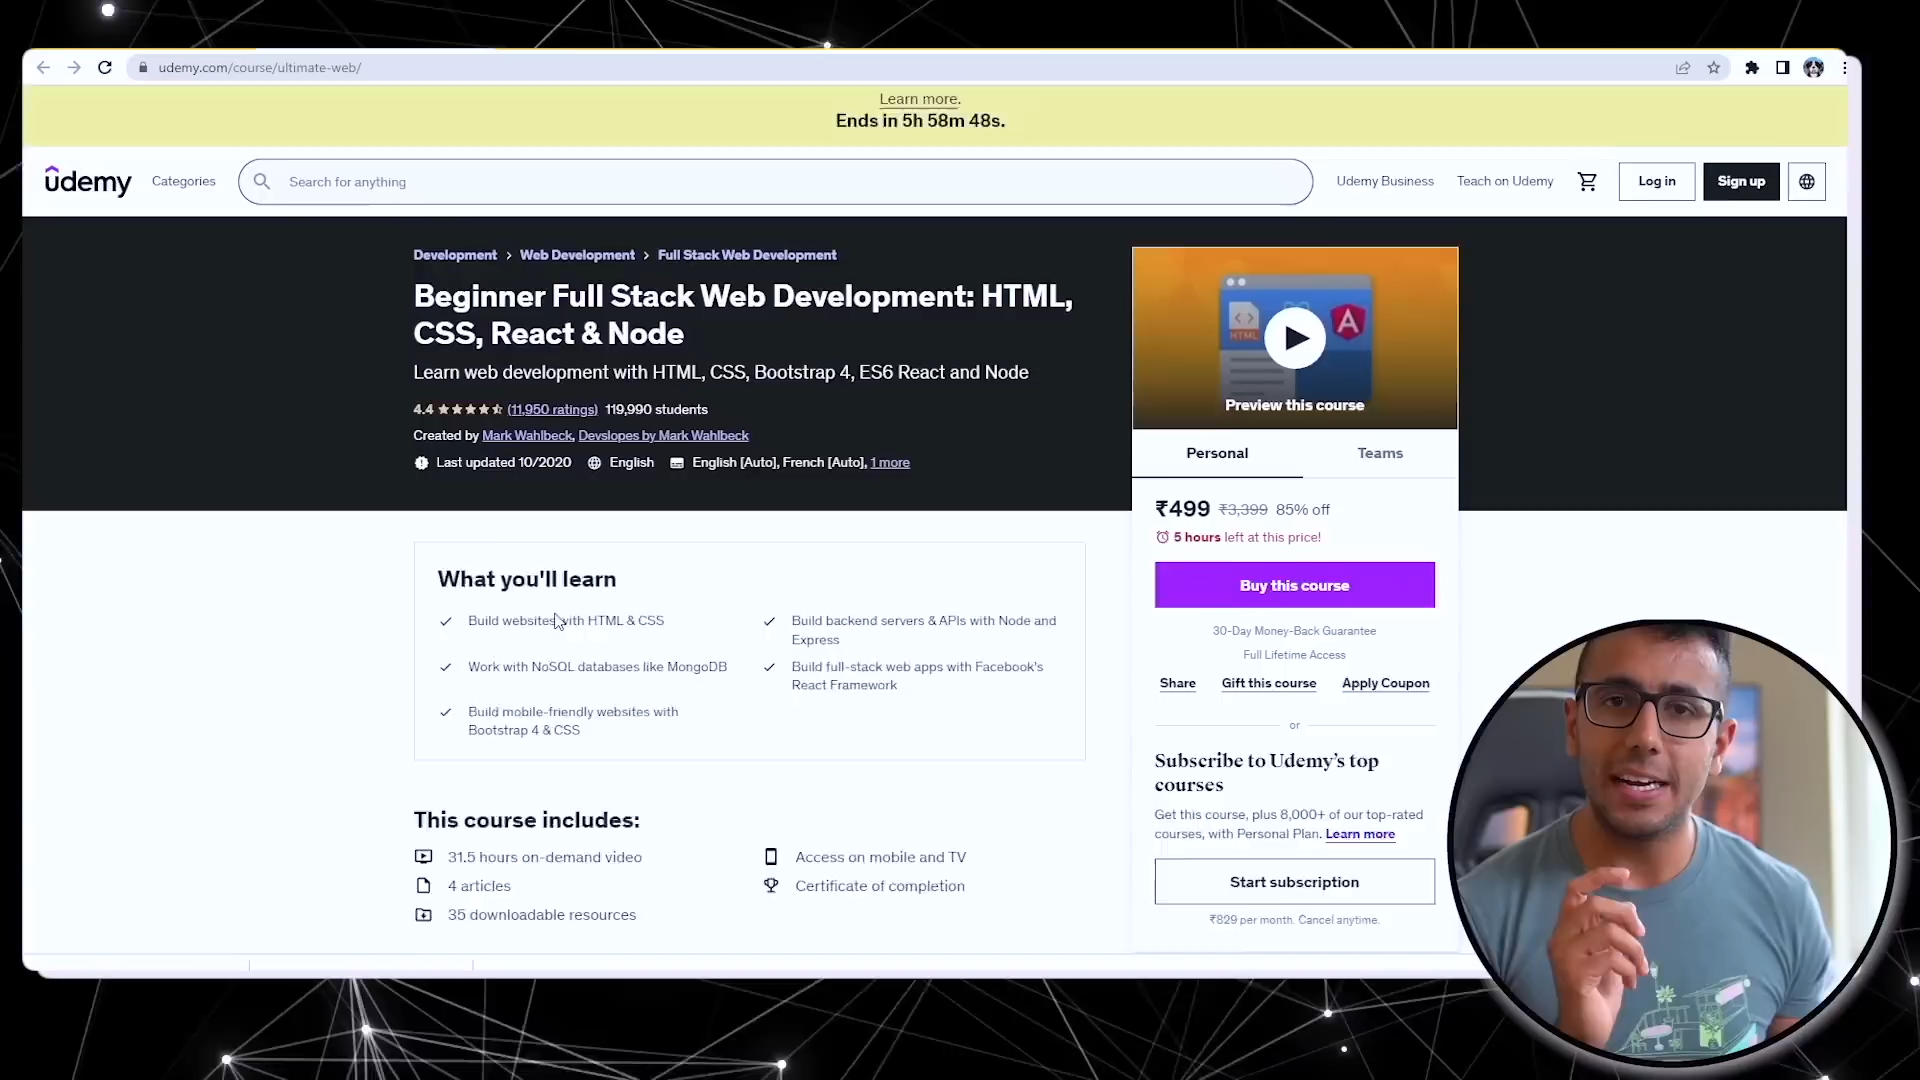 udemy.com/course/ultimate-web/
Learn more.
Ends in 5h 58m 48s.
udemy
Categories
Search for anything
Udemy Business
Teach on Udemy
Log in
Sign up
Development > Web Development > Full Stack Web Development
Beginner Full Stack Web Development: HTML,
CSS, React & Node
Learn web development with HTML, CSS, Bootstrap 4, ES6 React and Node
4.4 (11,950 ratings) 119,990 students
Created by Mark Wahlbeck, Devslopes by Mark Wahlbeck
Last updated 10/2020 English English [Auto], French [Auto], 1 more
HTML
Preview this course
Personal
Teams
₹499 ₹3,399 85% off
5 hours left at this price!
Buy this course
30-Day Money-Back Guarantee
Full Lifetime Access
Share
Gift this course
Apply Coupon
or
Subscribe to Udemy's top
courses
Get this course, plus 8,000+ of our top-rated
courses, with Personal Plan. Learn more
Start subscription
₹829 per month. Cancel anytime.
What you'll learn
Build websites with HTML & CSS
Build backend servers & APIs with Node and
Express
Work with NoSQL databases like MongoDB
Build full-stack web apps with Facebook's
React Framework
Build mobile-friendly websites with
Bootstrap 4 & CSS
This course includes:
31.5 hours on-demand video
Access on mobile and TV
4 articles
Certificate of completion
35 downloadable resources